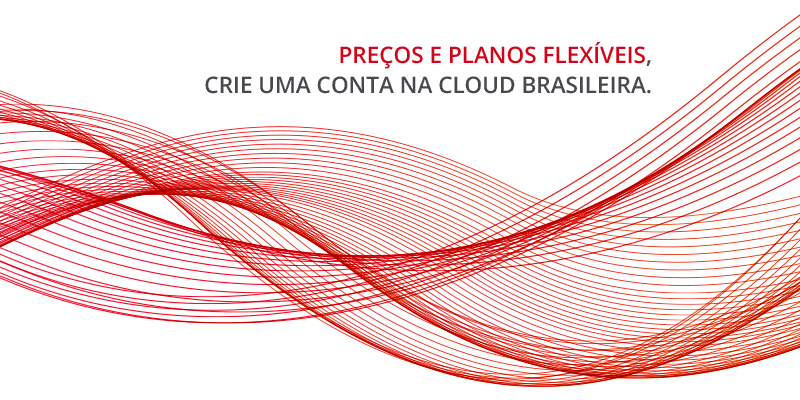 PREÇOS E PLANOS FLEXÍVEIS,
CRIE UMA CONTA NA CLOUD BRASILEIRA.